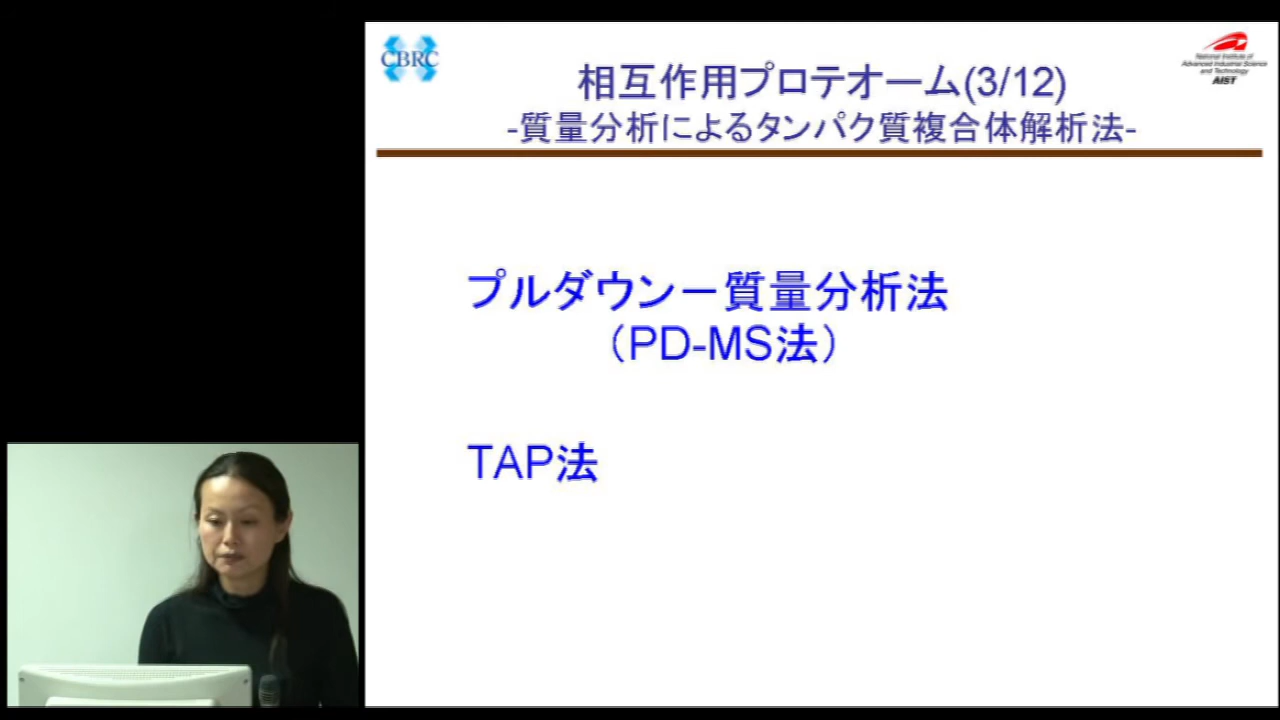 CBRC
National Institute of
Advanced Industrial Science
and Technology
AIST
相互作用プロテオーム(3/12)
-質量分析によるタンパク質複合体解析法-
プルダウンー質量分析法
（PD-MS法）
TAP法